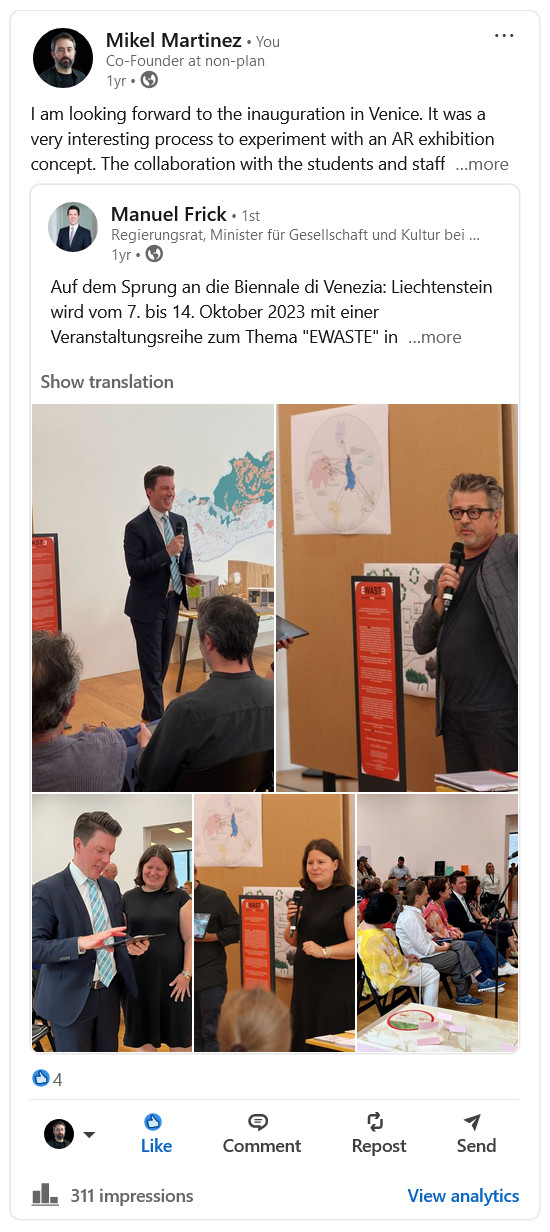 Mikel Martinez • You
Co-Founder at non-plan
1yr •
I am looking forward to the inauguration in Venice. It was a
very interesting process to experiment with an AR exhibition
concept. The collaboration with the students and staff ...more
Manuel Frick • 1st
Regierungsrat, Minister für Gesellschaft und Kultur bei ...
1yr •
Auf dem Sprung an die Biennale di Venezia: Liechtenstein
wird vom 7. bis 14. Oktober 2023 mit einer
Veranstaltungsreihe zum Thema "EWASTE" in ...more
Show translation
EWASTE
4
Like
Comment
Repost
Send
311 impressions
View analytics